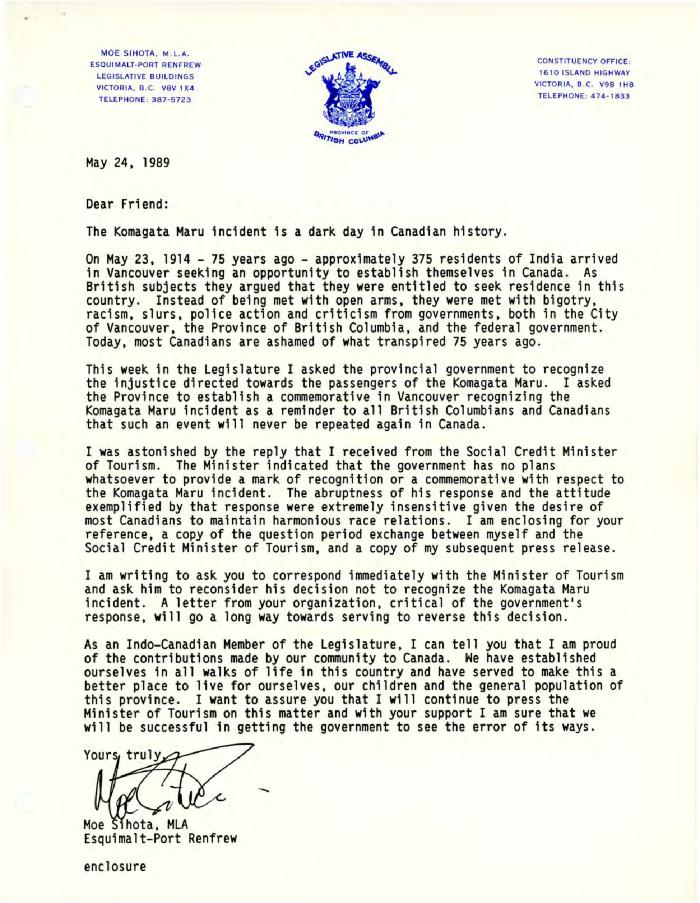 MOE SIHOTA, M.L.A.
ESQUIMALT-PORT RENFREW
LEGISLATIVE BUILDINGS
VICTORIA, B.C. V8V 1X4
TELEPHONE: 387-5723
LEGISLATIVE ASSEMBLY
PROVINCE OF
BRITISH COLUMBIA
CONSTITUENCY OFFICE:
1610 ISLAND HIGHWAY
VICTORIA, B.C. V9B 1H8
TELEPHONE: 474-1833
May 24, 1989
Dear Friend:
The Komagata Maru incident is a dark day in Canadian history.
On May 23, 1914 - 75 years ago - approximately 375 residents of India arrived
in Vancouver seeking an opportunity to establish themselves in Canada. As
British subjects they argued that they were entitled to seek residence in this
country. Instead of being met with open arms, they were met with bigotry,
racism, slurs, police action and criticism from governments, both in the City
of Vancouver, the Province of British Columbia, and the federal government.
Today, most Canadians are ashamed of what transpired 75 years ago.
This week in the Legislature I asked the provincial government to recognize
the injustice directed towards the passengers of the Komagata Maru. I asked
the Province to establish a commemorative in Vancouver recognizing the
Komagata Maru incident as a reminder to all British Columbians and Canadians
that such an event will never be repeated again in Canada.
I was astonished by the reply that I received from the Social Credit Minister
of Tourism. The Minister indicated that the government has no plans
whatsoever to provide a mark of recognition or a commemorative with respect to
the Komagata Maru incident. The abruptness of his response and the attitude
exemplified by that response were extremely insensitive given the desire of
most Canadians to maintain harmonious race relations. I am enclosing for your
reference, a copy of the question period exchange between myself and the
Social Credit Minister of Tourism, and a copy of my subsequent press release.
I am writing to ask you to correspond immediately with the Minister of Tourism
and ask him to reconsider his decision not to recognize the Komagata Maru
incident. A letter from your organization, critical of the government's
response, will go a long way towards serving to reverse this decision.
As an Indo-Canadian Member of the Legislature, I can tell you that I am proud
of the contributions made by our community to Canada. We have established
ourselves in all walks of life in this country and have served to make this a
better place to live for ourselves, our children and the general population of
this province. I want to assure you that I will continue to press the
Minister of Tourism on this matter and with your support I am sure that we
will be successful in getting the government to see the error of its ways.
Yours truly,
Moe Sihota
Moe Sihota, MLA
Esquimalt-Port Renfrew
enclosure